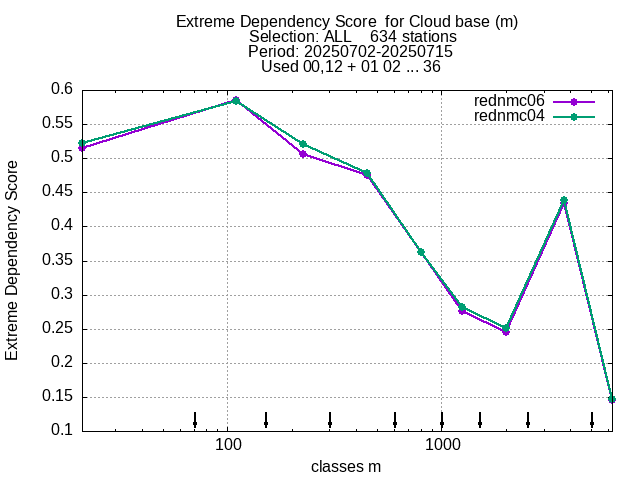 Extreme Dependency Score  for Cloud base (m)
Selection: ALL    634 stations
Period: 20250702-20250715
Used 00,12 + 01 02 ... 36
rednmc06
rednmc04
0.6
0.55
0.5
0.45
0.4
0.35
0.3
0.25
0.2
0.15
0.1
Extreme Dependency Score
100
1000
classes m